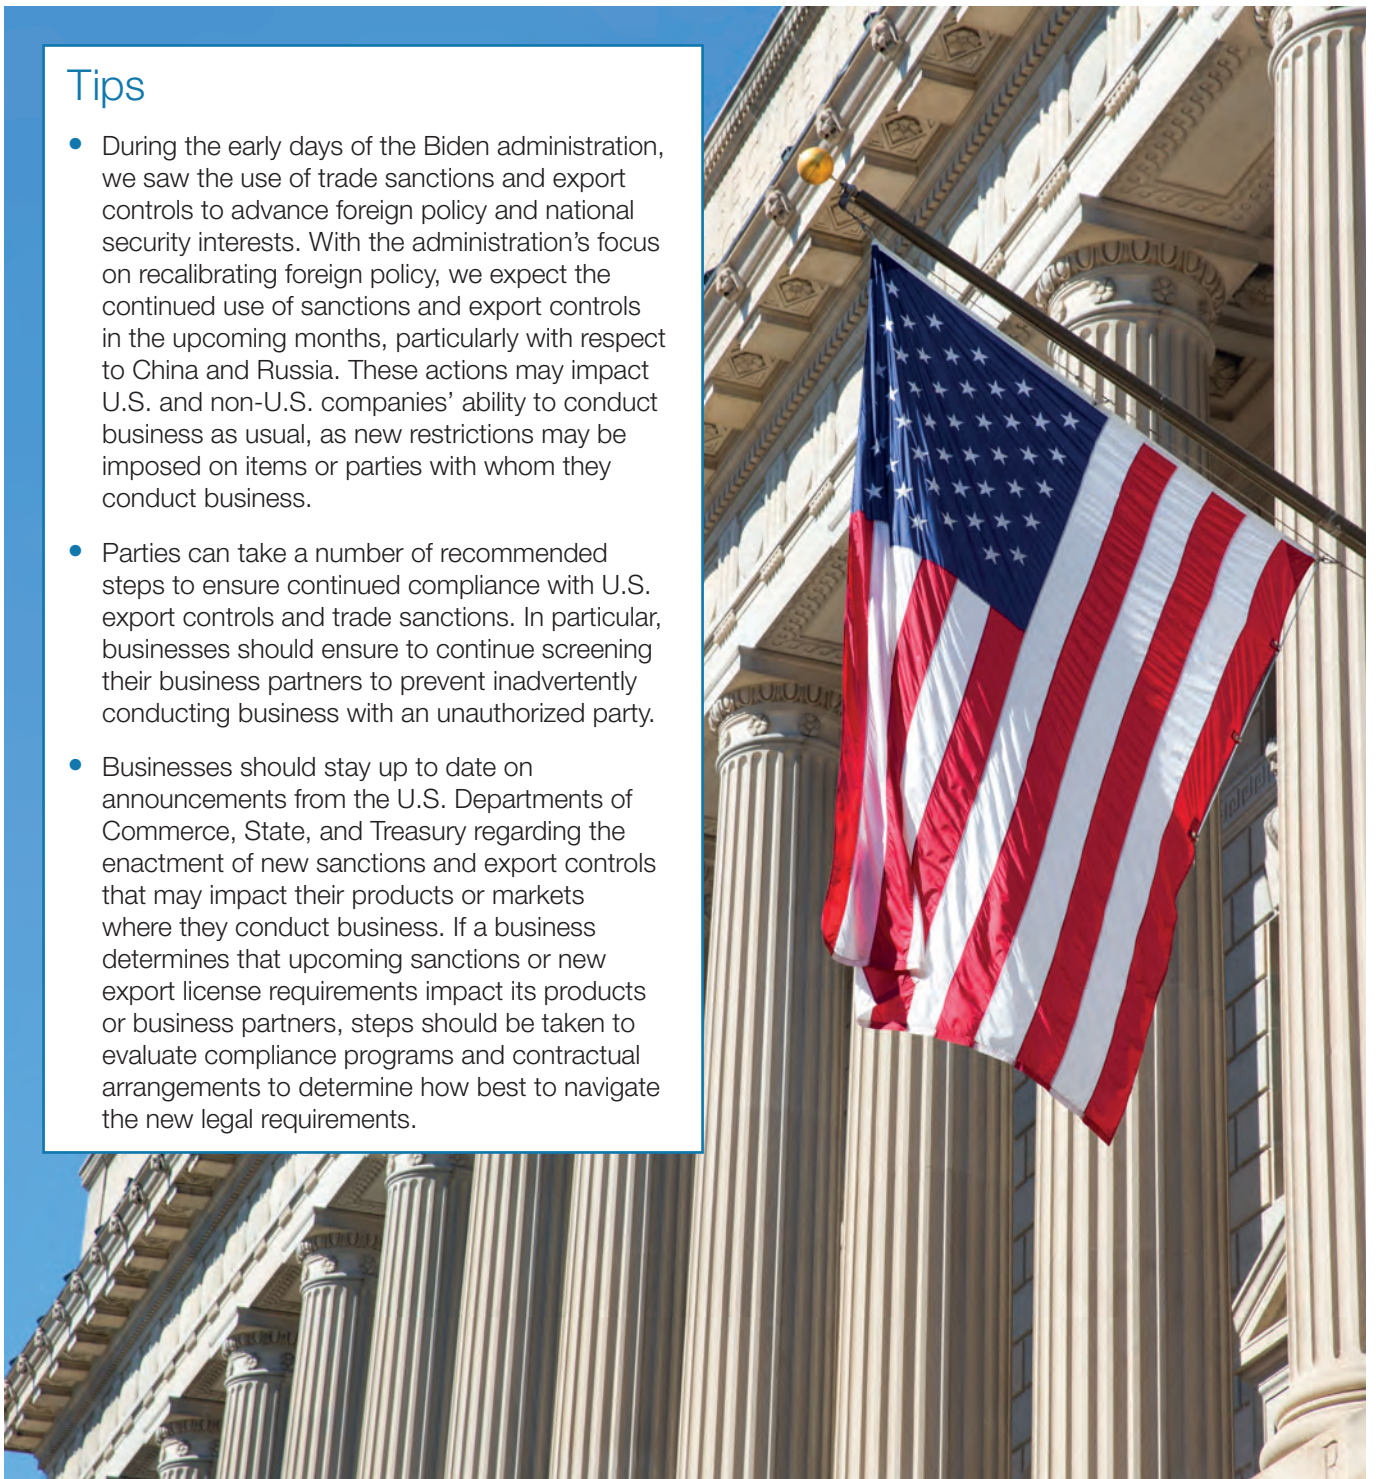 Tips
• During the early days of the Biden administration,
we saw the use of trade sanctions and export
controls to advance foreign policy and national
security interests. With the administration’s focus
on recalibrating foreign policy, we expect the
continued use of sanctions and export controls
in the upcoming months, particularly with respect
to China and Russia. These actions may impact
U.S. and non-U.S. companies’ ability to conduct
business as usual, as new restrictions may be
imposed on items or parties with whom they
conduct business.
• Parties can take a number of recommended
steps to ensure continued compliance with U.S.
export controls and trade sanctions. In particular,
businesses should ensure to continue screening
their business partners to prevent inadvertently
conducting business with an unauthorized party.
• Businesses should stay up to date on
announcements from the U.S. Departments of
Commerce, State, and Treasury regarding the
enactment of new sanctions and export controls
that may impact their products or markets
where they conduct business. If a business
determines that upcoming sanctions or new
export license requirements impact its products
or business partners, steps should be taken to
evaluate compliance programs and contractual
arrangements to determine how best to navigate
the new legal requirements.